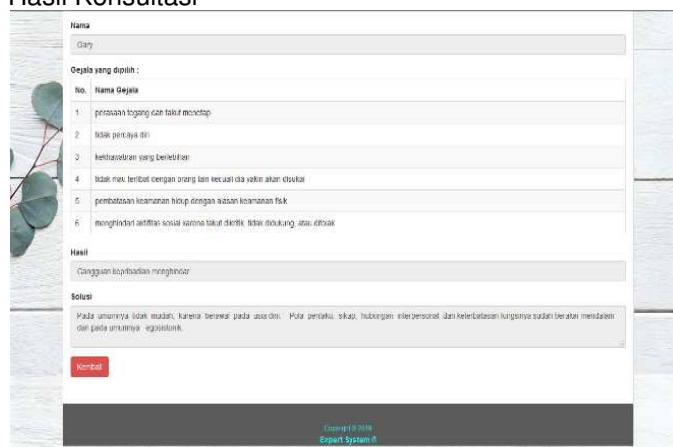 Hasil Konsultasi
Nama
Gary
Gejala yang dipilih :
No. Nama Gejala
1 perasaan tegang dan takut menetap
2 tidak percaya diri
3 kekhawatiran yang berlebihan
4 tidak mau terlibat dengan orang lain kecuali dia yakin akan disukai
5 pembatasan keamanan hidup dengan alasan keamanan fisik
6 menghindari aktifitas sosial karena takut dikritik, tidak didukung, atau ditolak
Hasil
Gangguan kepribadian menghindar
Solusi
Pada umumnya tidak mudah, karena berawal pada usia dini. Pola perilaku, sikap, hubungan interpersonal dan keterbatasan fungsinya sudah berakar mendalam
dan pada umumnya egosistonik.
Kembali
Copyright © 2019
Expert System